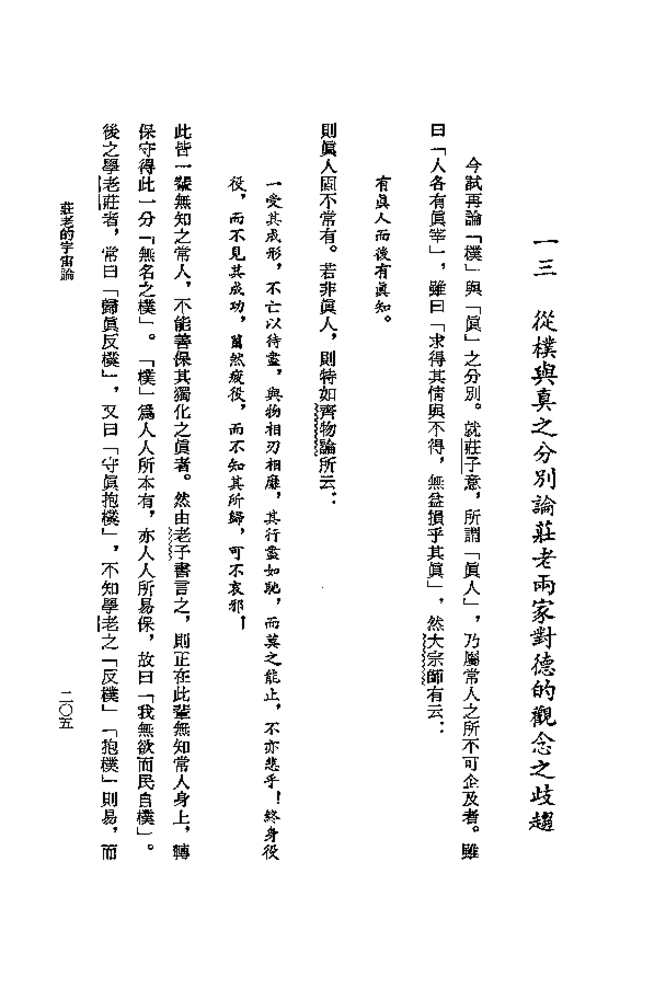 一三　從樸與真之分別論莊老兩家對德的觀念之歧趨
今試再論「樸」與「眞」之分別。就莊子意，所謂「眞人」，乃屬常人之所不可企及者。雖
曰「人各有眞宰」，雖曰「求得其情與不得，無益損乎其眞」，然大宗師有云：
有眞人而後有眞知。
則眞人固不常有。若非眞人，則特如齊物論所云：
一受其成形，不亡以待盡，與物相刃相靡，其行盡如馳，而莫之能止，不亦悲乎！終身役
役，而不見其成功，薾然疲役，而不知其所歸，可不哀邪！
此皆一輩無知之常人，不能善保其獨化之眞者。然由老子書言之，則正在此輩無知常人身上，轉
保守得此一分「無名之樸」。「樸」爲人人所本有，亦人人所易保，故曰「我無欲而民自樸」。
後之學老莊者，常曰「歸眞反樸」，又曰「守眞抱樸」，不知學老之「反樸」「抱樸」則易，而
莊老的宇宙論
二〇五